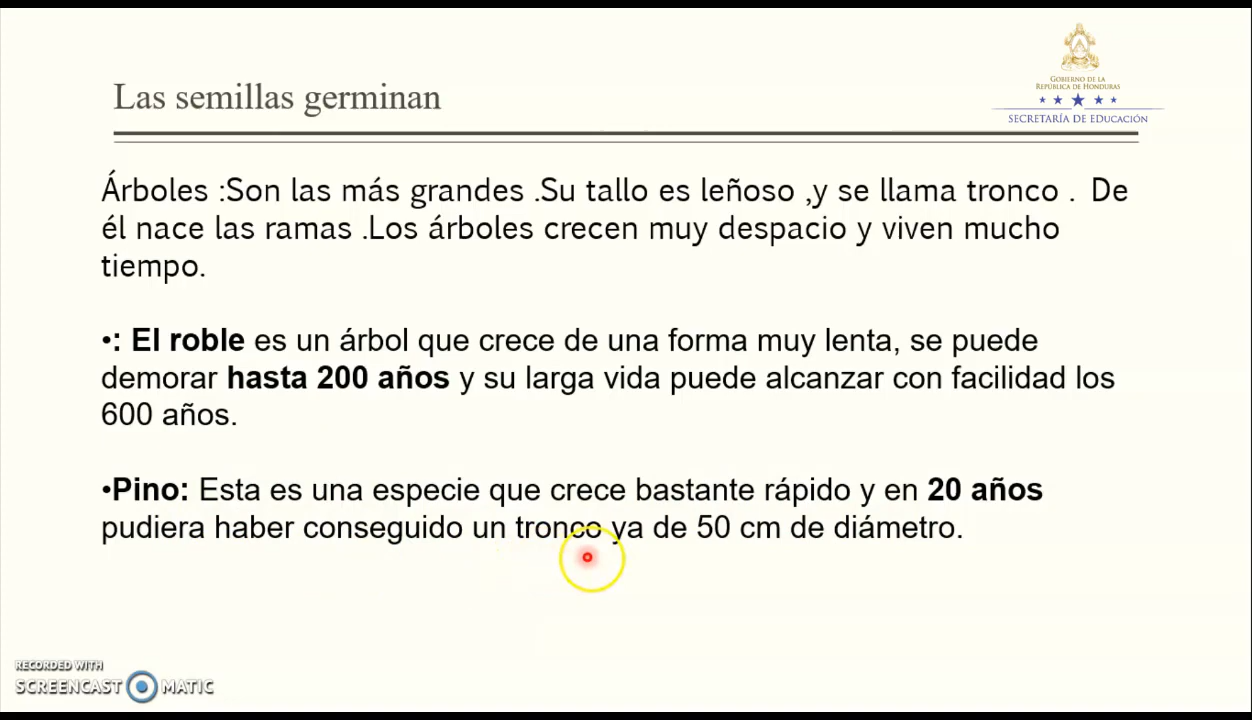 Las semillas germinan
GOBIERNO DE LA
REPÚBLICA DE HONDURAS
SECRETARÍA DE EDUCACIÓN
Árboles :Son las más grandes .Su tallo es leñoso ,y se llama tronco . De
él nace las ramas .Los árboles crecen muy despacio y viven mucho
tiempo.
•: El roble es un árbol que crece de una forma muy lenta, se puede
demorar hasta 200 años y su larga vida puede alcanzar con facilidad los
600 años.
•Pino: Esta es una especie que crece bastante rápido y en 20 años
pudiera haber conseguido un tronco ya de 50 cm de diámetro.
RECORDED WITH
SCREENCAST MATIC